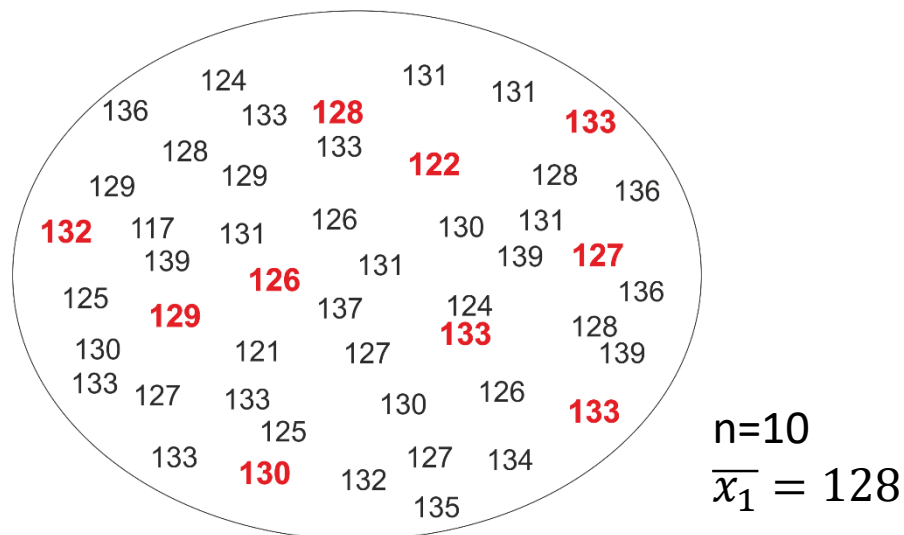 124 131
136 133 128 131 133
128 133 122 128
129 129 136
132 117 131 126 130 131
139 126 131 139 127
125 129 137 124 136
130 121 127 133 128
133 127 133 130 126 139
125 133
133 130 132 127 134
135
n=10
x₁ = 128